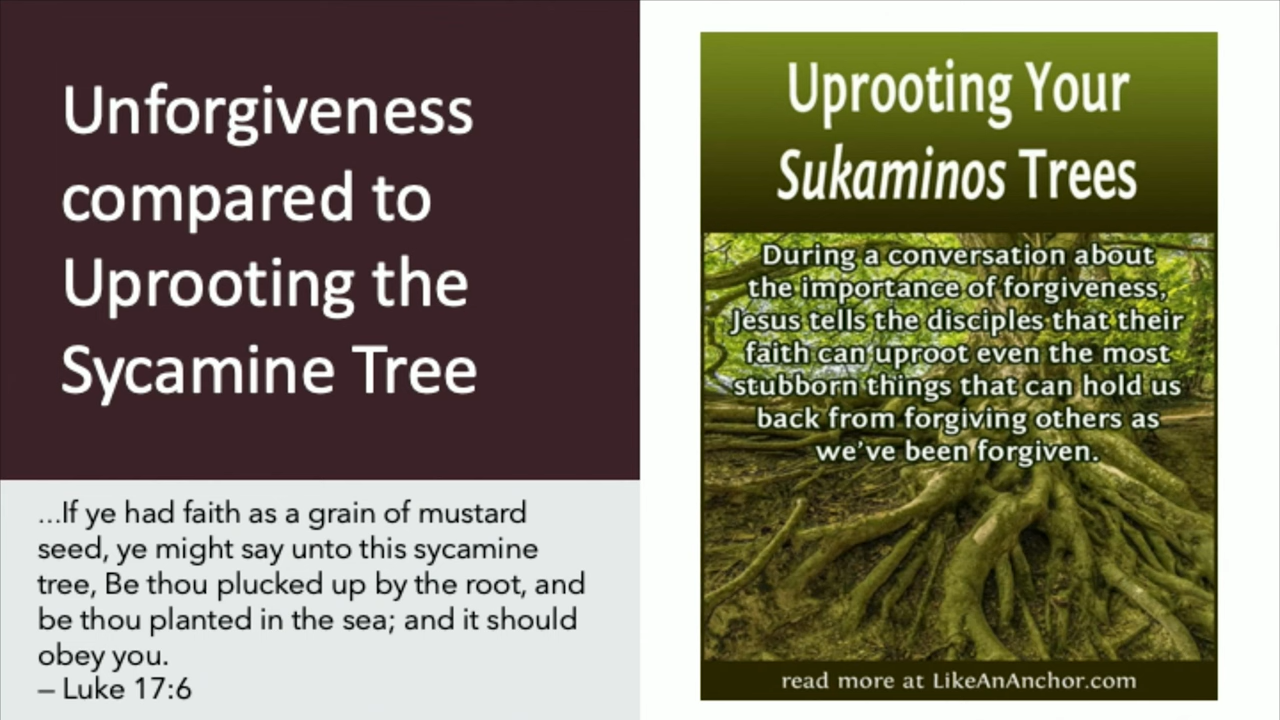 Unforgiveness
compared to
Uprooting the
Sycamine Tree
...If ye had faith as a grain of mustard
seed, ye might say unto this sycamine
tree, Be thou plucked up by the root, and
be thou planted in the sea; and it should
obey you.
– Luke 17:6
Uprooting Your
Sukaminos Trees
During a conversation about
the importance of forgiveness,
Jesus tells the disciples that their
faith can uproot even the most
stubborn things that can hold us
back from forgiving others as
we've been forgiven.
read more at LikeAnAnchor.com